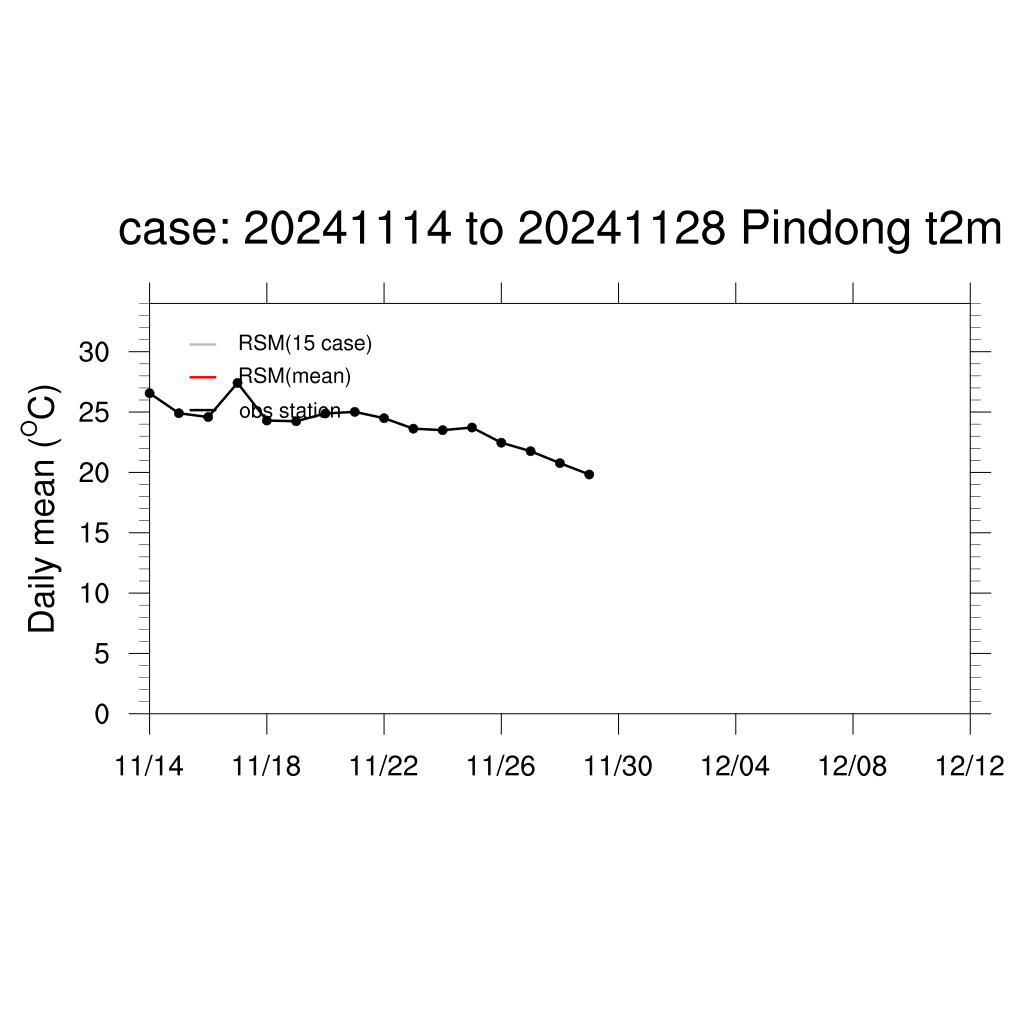 case: 20241114 to 20241128 Pindong t2m
RSM(15 case)
RSM(mean)
obs station
Daily mean (°C)
30
25
20
15
10
5
0
11/14 11/18 11/22 11/26 11/30 12/04 12/08 12/12